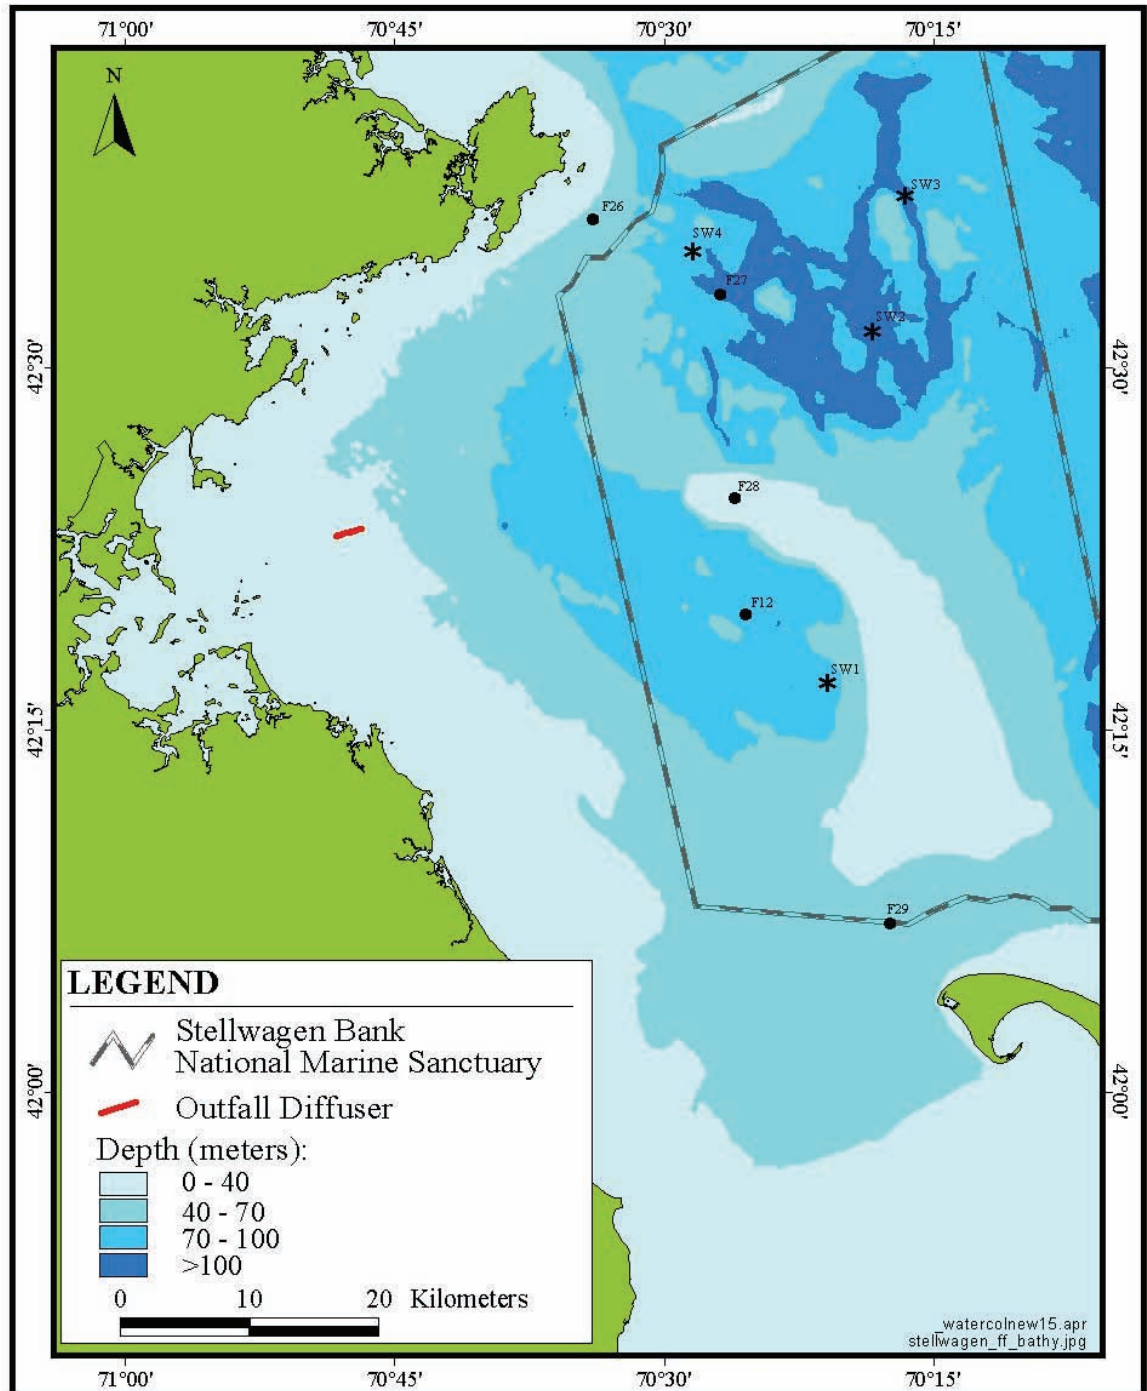 71°00'
70°45'
70°30'
70°15'
N
SW3
F26
SW4
F27
SW2
42°30'
42°30'
F28
F12
SW1
42°15'
42°15'
F29
LEGEND
Stellwagen Bank
National Marine Sanctuary
Outfall Diffuser
Depth (meters):
0 - 40
40 - 70
70 - 100
>100
0 10 20 Kilometers
42°00'
42°00'
_watercolnew15.apr
stellwagen_ff_bathy.jpg
71°00'
70°45'
70°30'
70°15'